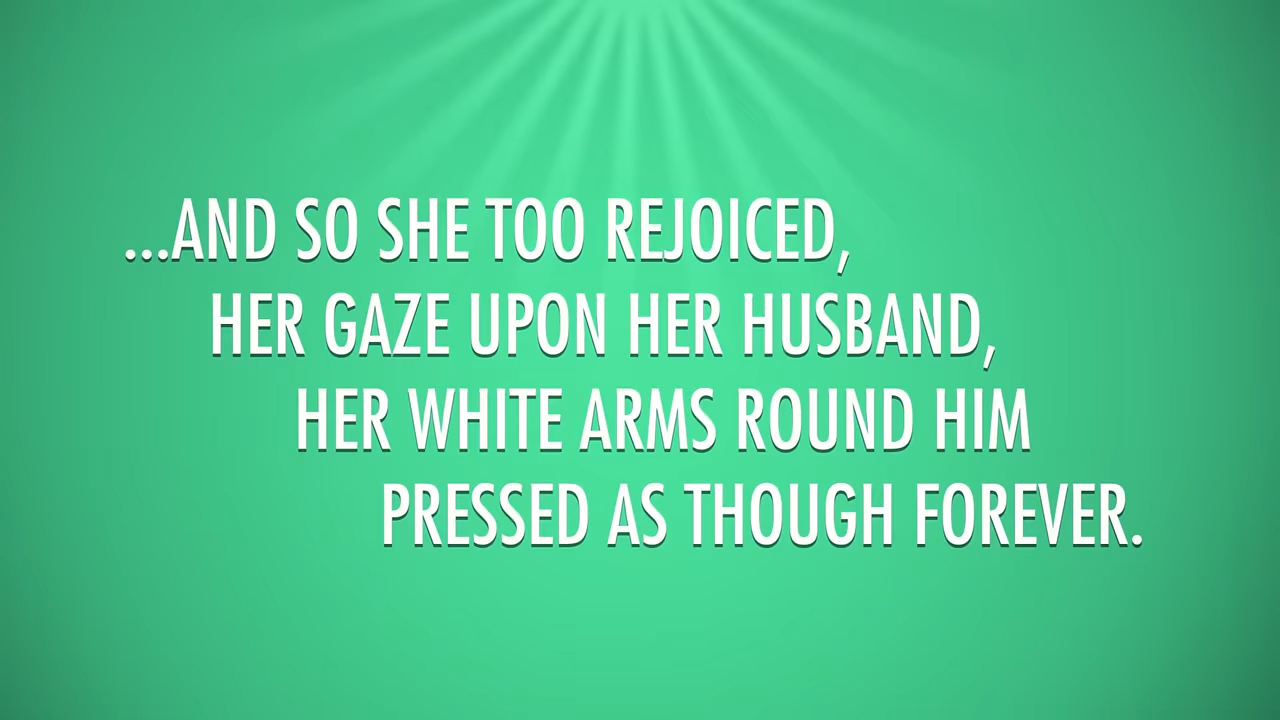 ...AND SO SHE TOO REJOICED,
HER GAZE UPON HER HUSBAND,
HER WHITE ARMS ROUND HIM
PRESSED AS THOUGH FOREVER.